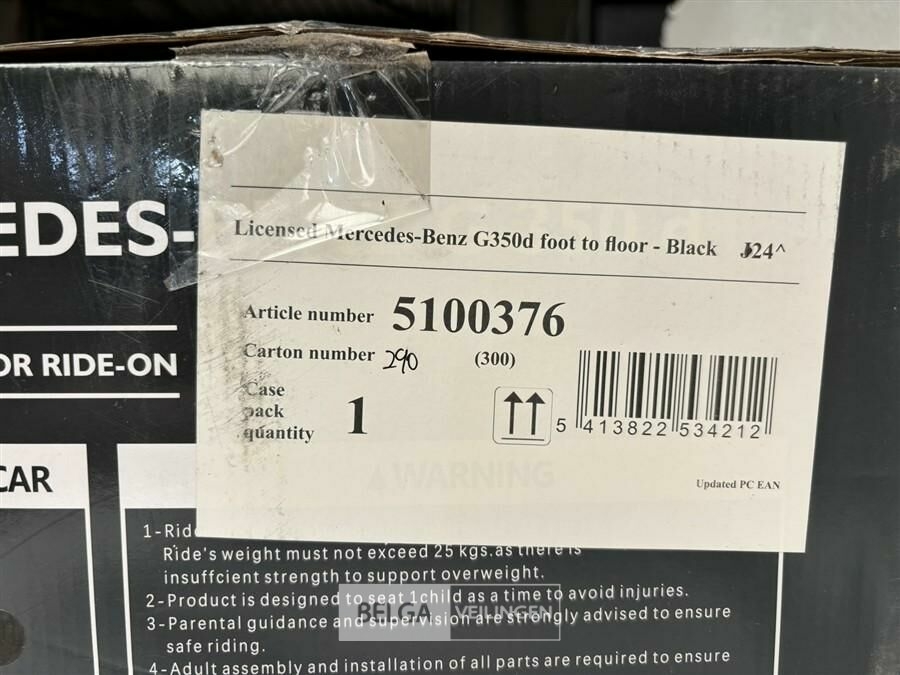 EDES-
OR RIDE-ON
CAR
Licensed Mercedes-Benz G350d foot to floor - Black J24^
Article number 5100376
Carton number 290 (300)
Case
pack
quantity 1
5 413822 534212
Updated PC EAN
WARNING
1-Rid
Ride's weight must not exceed 25 kgs.as there is
insuffcient strength to support overweight.
2-Product is designed to seat 1child as a time to avoid injuries.
3-Parental guidance and supervision are strongly advised to ensure
safe riding.
4-Adult assembly and installation of all parts are required to ensure
BELGA VEILINGEN